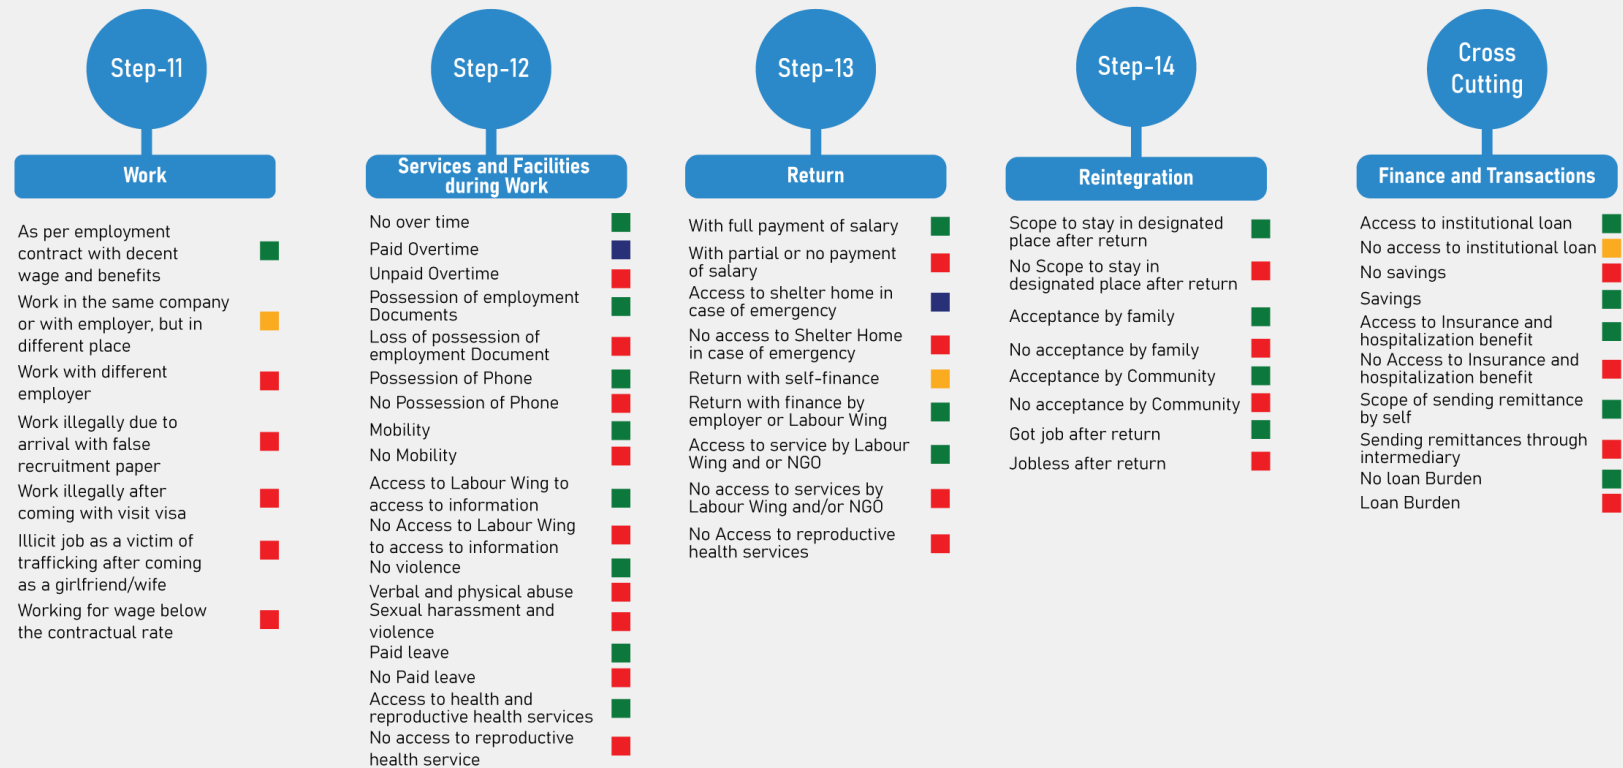 Step-11
Work
As per employment
contract with decent
wage and benefits
Work in the same company
or with employer, but in
different place
Work with different
employer
Work illegally due to
arrival with false
recruitment paper
Work illegally after
coming with visit visa
Illicit job as a victim of
trafficking after coming
as a girlfriend/wife
Working for wage below
the contractual rate
Step-12
Services and Facilities
during Work
No over time
Paid Overtime
Unpaid Overtime
Possession of employment
Documents
Loss of possession of
employment Document
Possession of Phone
No Possession of Phone
Mobility
No Mobility
Access to Labour Wing to
access to information
No Access to Labour Wing
to access to information
No violence
Verbal and physical abuse
Sexual harassment and
violence
Paid leave
No Paid leave
Access to health and
reproductive health services
No access to reproductive
health service
Step-13
Return
With full payment of salary
With partial or no payment
of salary
Access to shelter home in
case of emergency
No access to Shelter Home
in case of emergency
Return with self-finance
Return with finance by
employer or Labour Wing
Access to service by Labour
Wing and or NGO
No access to services by
Labour Wing and/or NGO
No Access to reproductive
health services
Step-14
Reintegration
Scope to stay in designated
place after return
No Scope to stay in
designated place after return
Acceptance by family
No acceptance by family
Acceptance by Community
No acceptance by Community
Got job after return
Jobless after return
Cross
Cutting
Finance and Transactions
Access to institutional loan
No access to institutional loan
No savings
Savings
Access to Insurance and
hospitalization benefit
No Access to Insurance and
hospitalization benefit
Scope of sending remittance
by self
Sending remittances through
intermediary
No loan Burden
Loan Burden